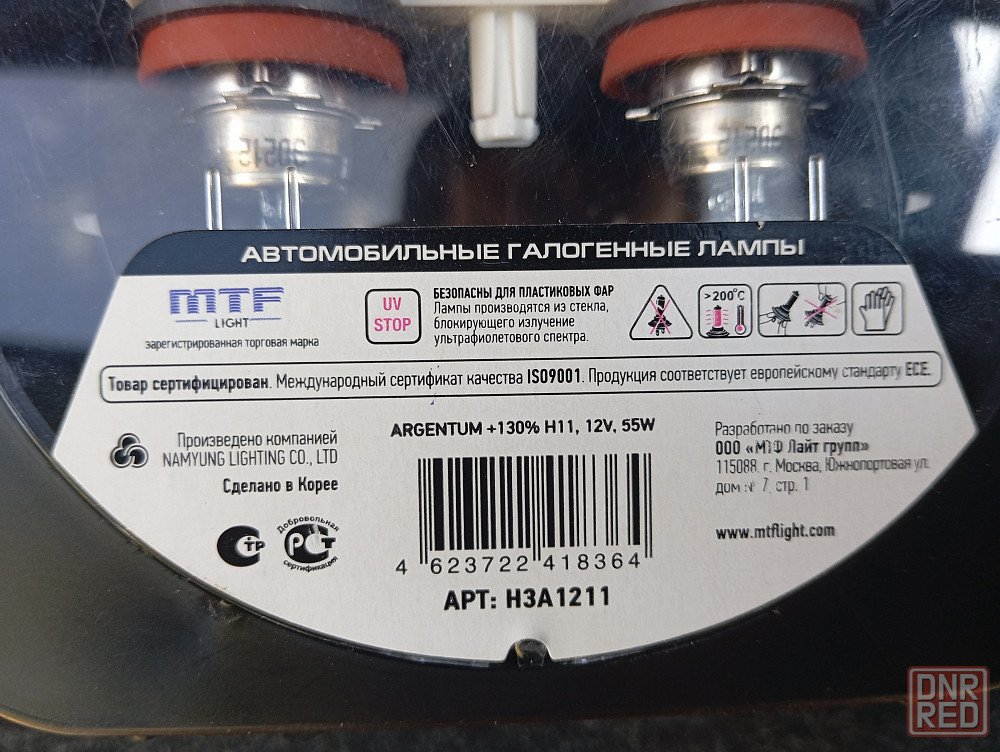 АВТОМОБИЛЬНЫЕ ГАЛОГЕННЫЕ ЛАМПЫ
MTF
LIGHT
зарегистрированная торговая марка
UV
STOP
БЕЗОПАСНЫ ДЛЯ ПЛАСТИКОВЫХ ФАР
Лампы производятся из стекла,
блокирующего излучение
ультрафиолетового спектра.
>200°C
Товар сертифицирован. Международный сертификат качества ISO9001. Продукция соответствует европейскому стандарту ECE.
Произведено компанией
NAMYUNG LIGHTING CO., LTD
Сделано в Корее
ARGENTUM +130% H11, 12V, 55W
Разработано по заказу
ООО «МТФ Лайт групп»
115088, г. Москва, Южнопортовая ул.
дом № 7, стр. 1
www.mtflight.com
СТР
Добровольная
РСТ
сертификация
4 623722 418364
АРТ: H3A1211
DNR
RED